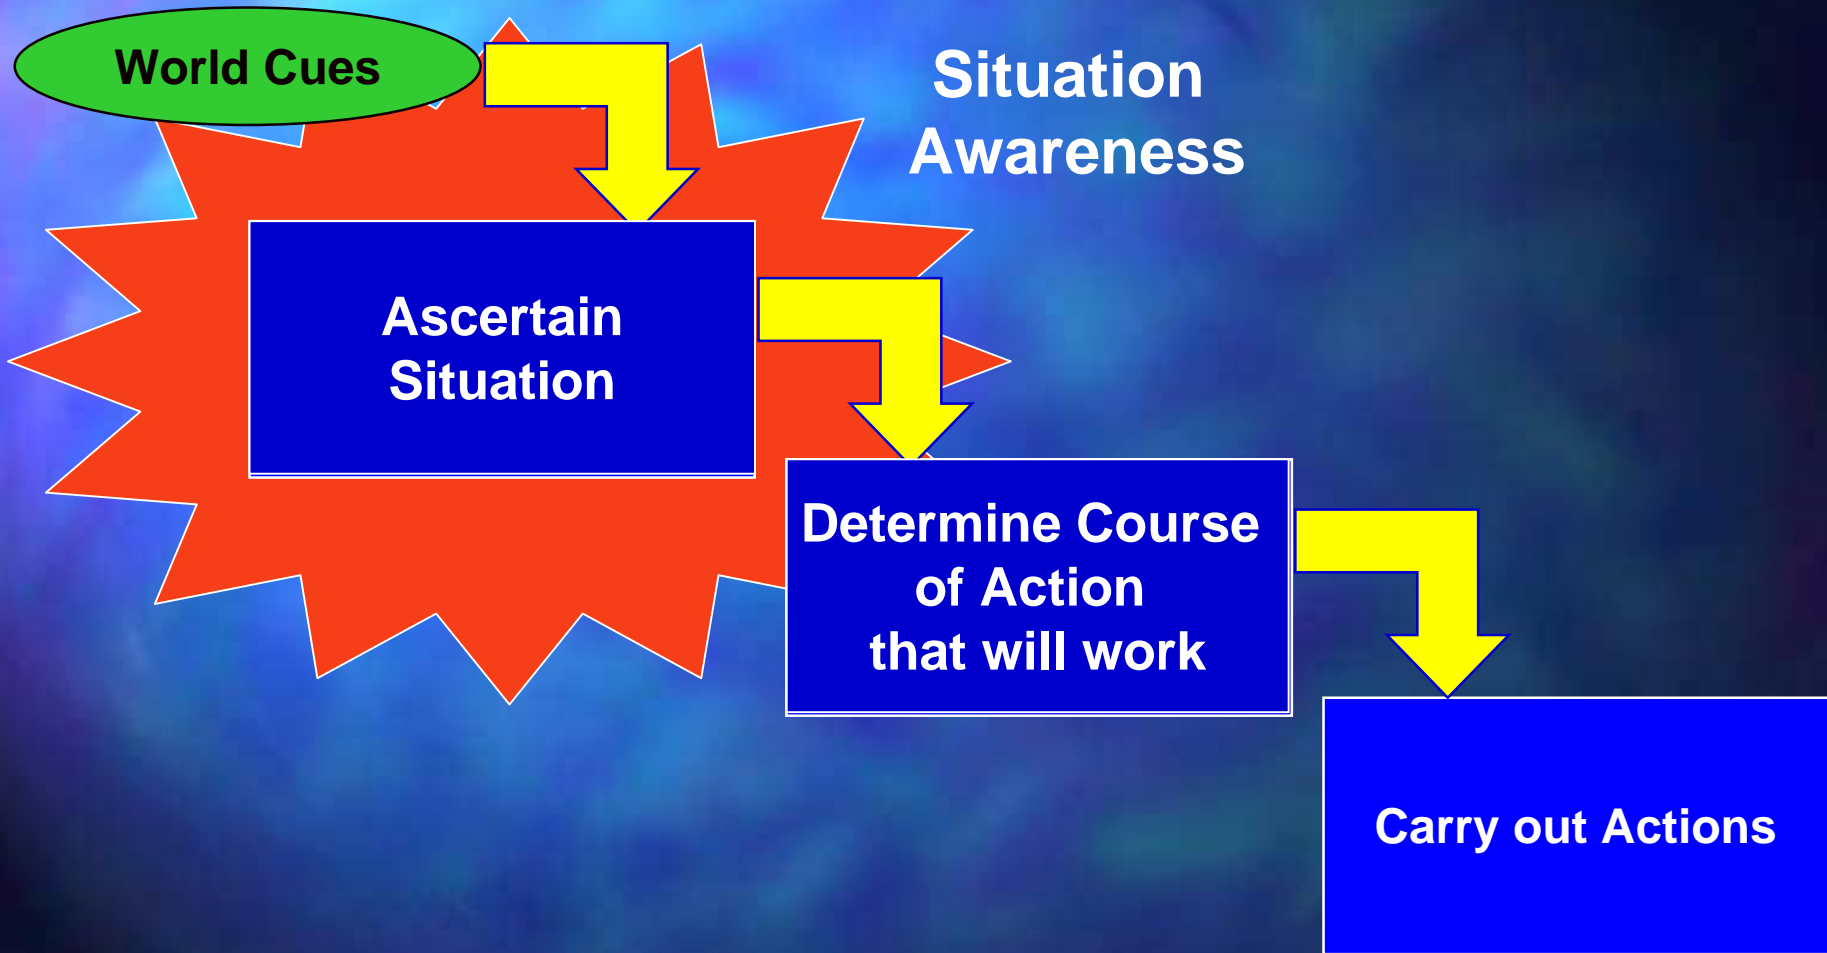 World Cues
Situation
Awareness
Ascertain
Situation
Determine Course
of Action
that will work
Carry out Actions